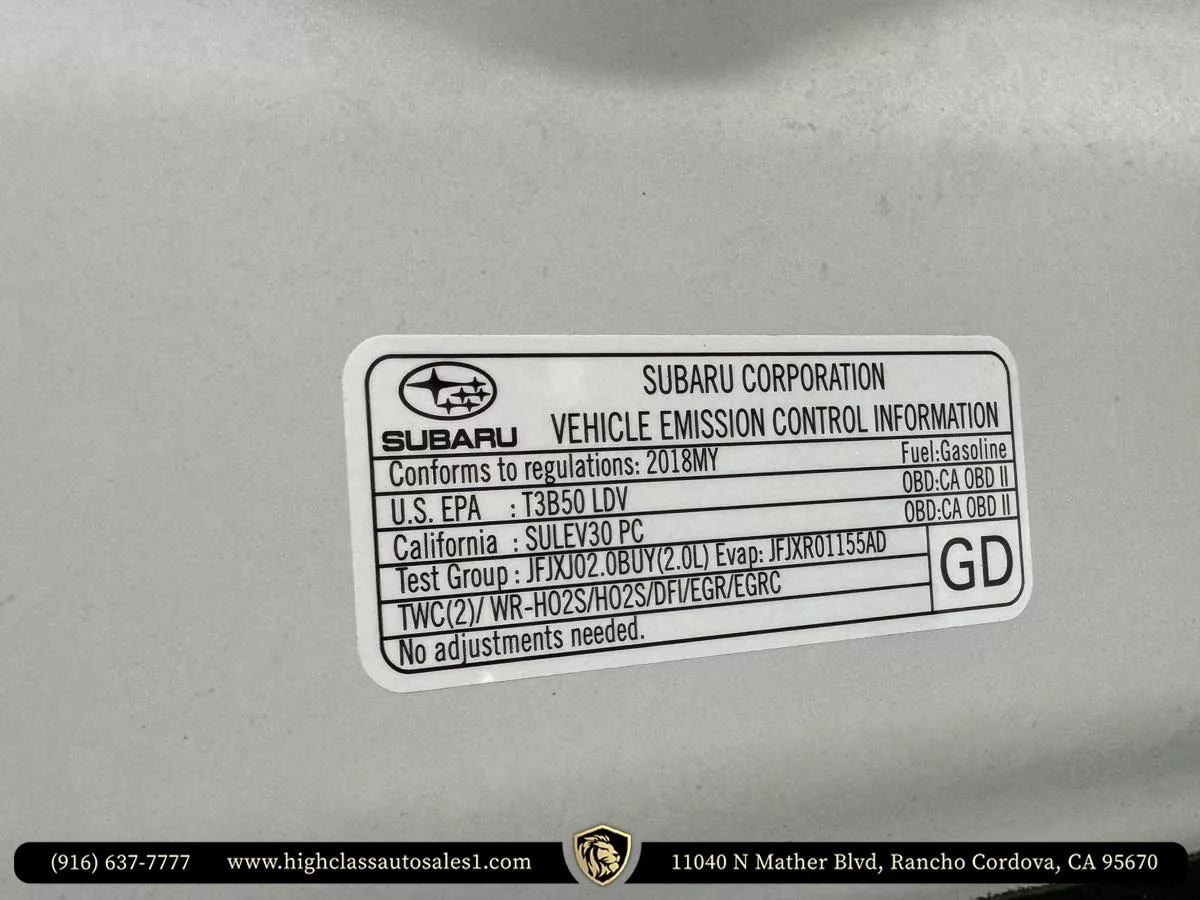 SUBARU CORPORATION
SUBARU VEHICLE EMISSION CONTROL INFORMATION
Conforms to regulations: 2018MY Fuel:Gasoline
U.S. EPA : T3B50 LDV OBD:CA OBD II
California : SULEV30 PC OBD:CA OBD II
Test Group : JFJXJ02.0BUY(2.0L) Evap: JFJXR01155AD
TWC(2)/ WR-HO2S/HO2S/DFI/EGR/EGRC
GD
No adjustments needed.
(916) 637-7777 www.highclassautosales1.com 11040 N Mather Blvd, Rancho Cordova, CA 95670